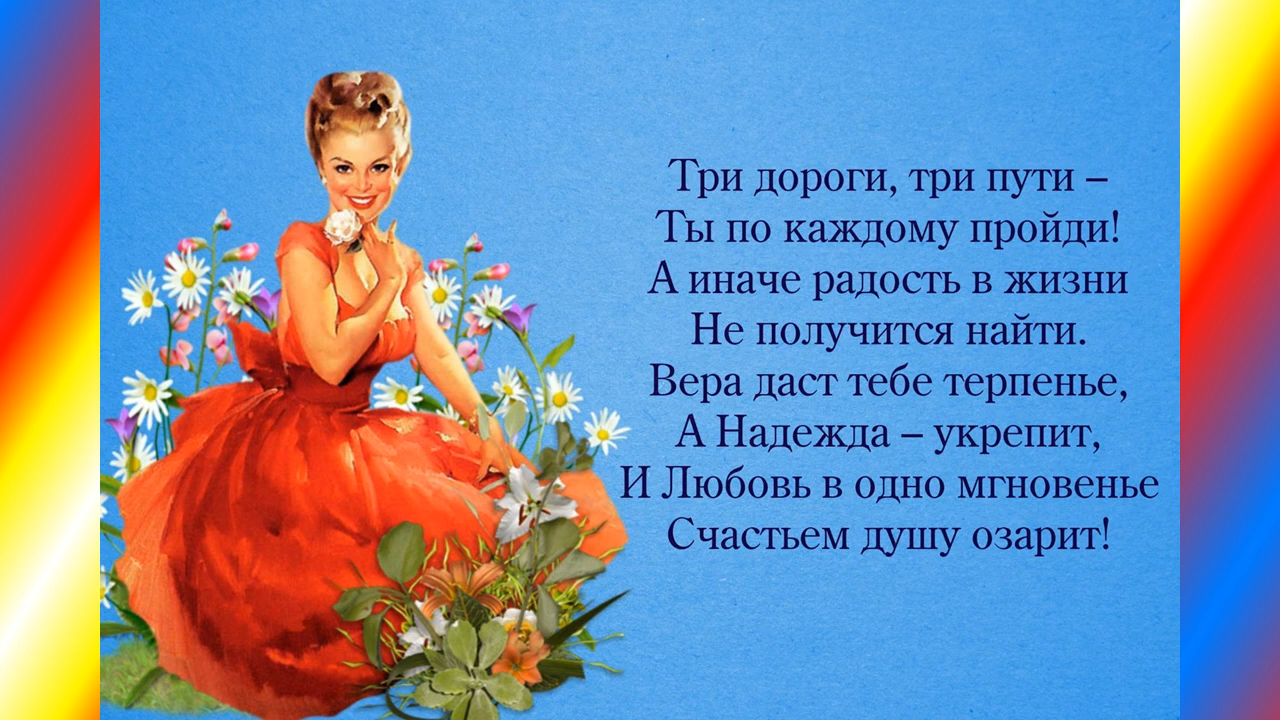 Три дороги, три пути –
Ты по каждому пройди!
А иначе радость в жизни
Не получится найти.
Вера даст тебе терпенье,
А Надежда – укрепит,
И Любовь в одно мгновенье
Счастьем душу озарит!